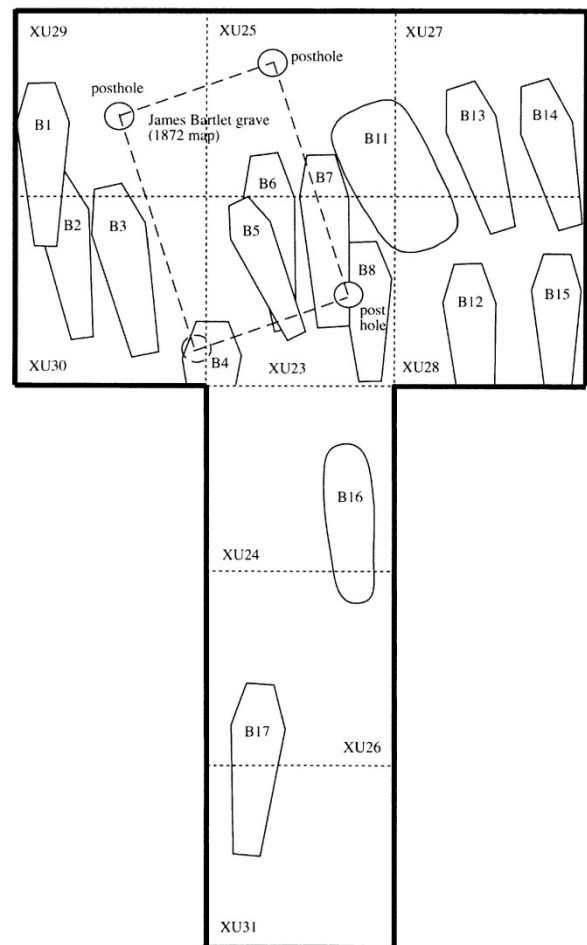 XU29
XU25
XU27
posthole
posthole
James Bartlet grave
(1872 map)
B1
B11
B13
B14
B6
B7
B2
B3
B5
B8
B12
B15
post
hole
B4
XU30
XU23
XU28
B16
XU24
B17
XU26
XU31